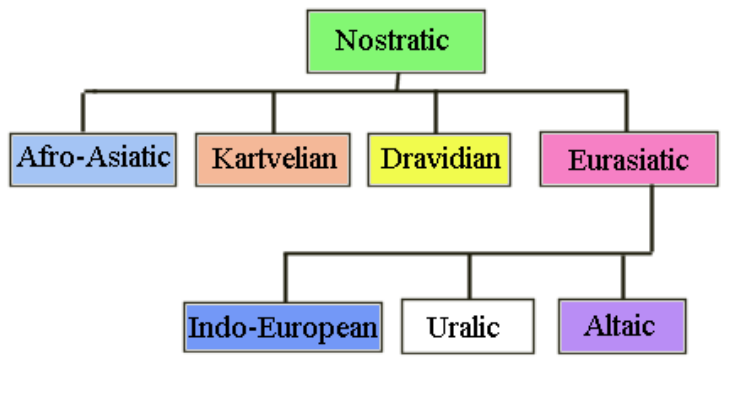 Nostratic
Afro-Asiatic
Kartvelian
Dravidian
Eurasiatic
Indo-European
Uralic
Altaic